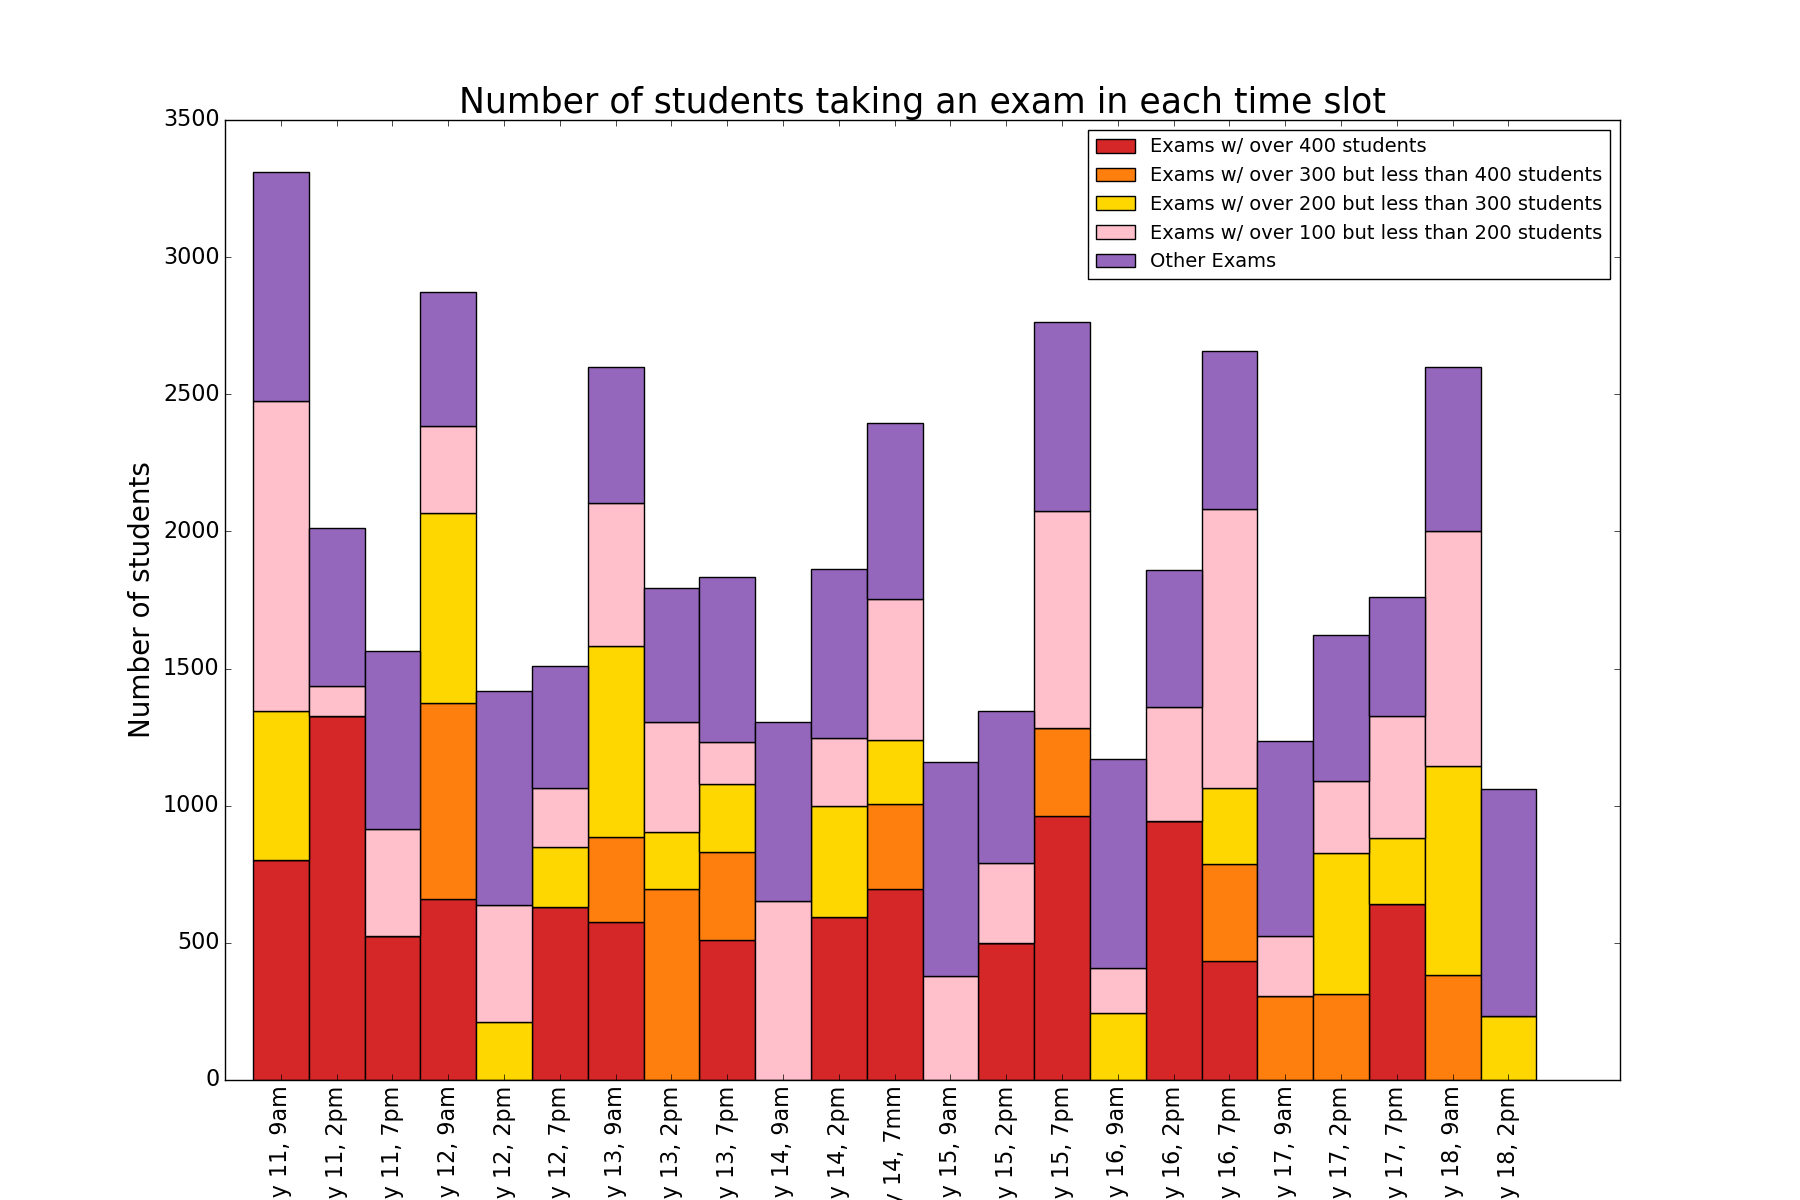 Number of students taking an exam in each time slot
Number of students
3500
3000
2500
2000
1500
1000
500
0
Exams w/ over 400 students
Exams w/ over 300 but less than 400 students
Exams w/ over 200 but less than 300 students
Exams w/ over 100 but less than 200 students
Other Exams
y 11, 9am
y 11, 2pm
y 11, 7pm
y 12, 9am
y 12, 2pm
y 12, 7pm
y 13, 9am
y 13, 2pm
y 13, 7pm
y 14, 9am
y 14, 2pm
y 14, 7mm
y 15, 9am
y 15, 2pm
y 15, 7pm
y 16, 9am
y 16, 2pm
y 16, 7pm
y 17, 9am
y 17, 2pm
y 17, 7pm
y 18, 9am
y 18, 2pm